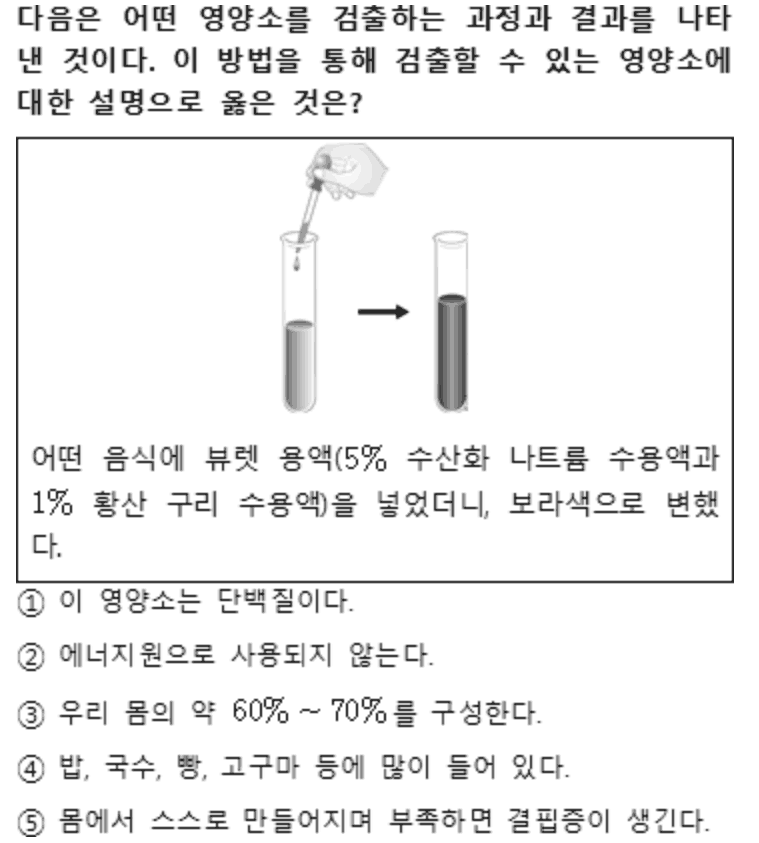 다음은 어떤 영양소를 검출하는 과정과 결과를 나타
낸 것이다. 이 방법을 통해 검출할 수 있는 영양소에
대한 설명으로 옳은 것은?
어떤 음식에 뷰렛 용액(5% 수산화 나트륨 수용액과
1% 황산 구리 수용액)을 넣었더니, 보라색으로 변했
다.
① 이 영양소는 단백질이다.
② 에너지원으로 사용되지 않는다.
③ 우리 몸의 약 60% ~ 70%를 구성한다.
④ 밥, 국수, 빵, 고구마 등에 많이 들어 있다.
⑤ 몸에서 스스로 만들어지며 부족하면 결핍증이 생긴다.